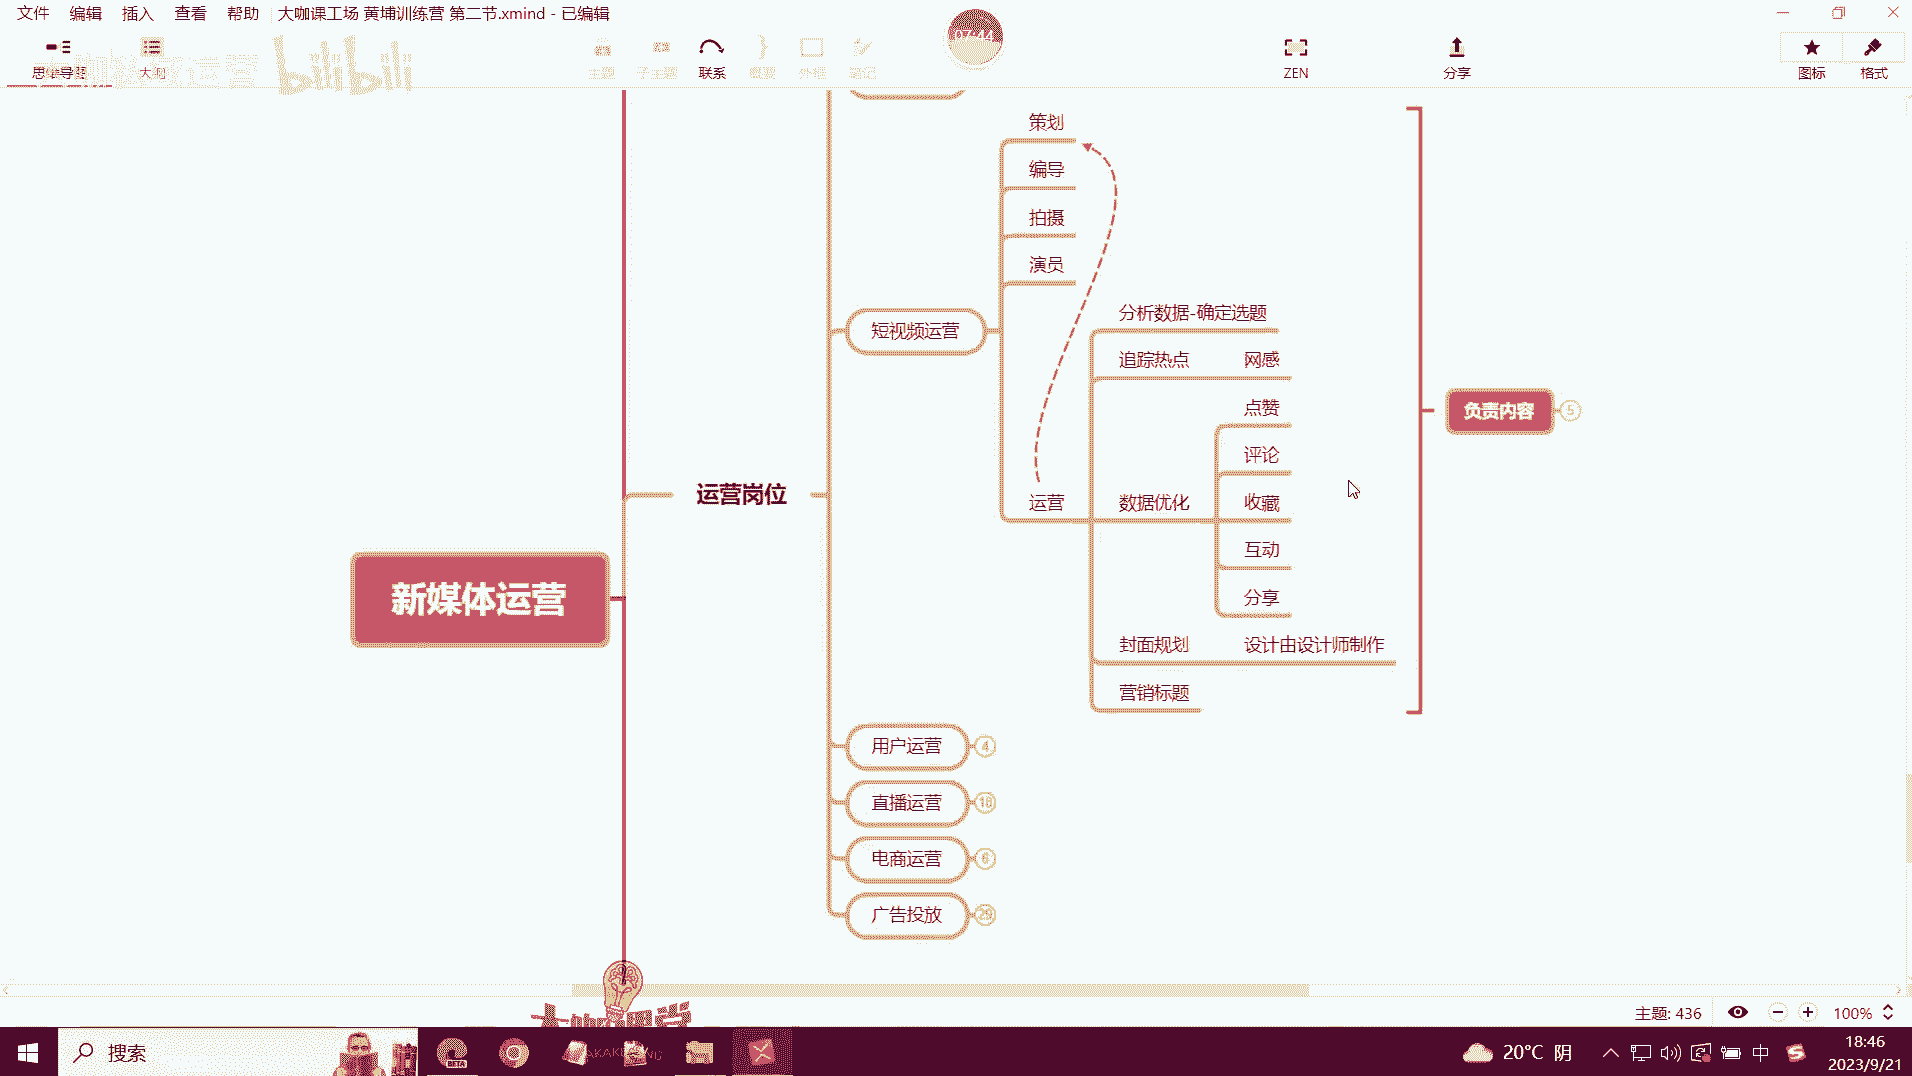 文件 编辑 插入 查看 帮助 大咖课工场 黄埔训练营 第二节.xmind - 已编辑
思维导图 大纲 主题 子主题 联系 概要 外框 笔记 ZEN 分享 图标 格式
bilibili
策划
编导
拍摄
演员
短视频运营
运营
分析数据-确定选题
追踪热点 网感
数据优化
点赞
评论
收藏
互动
分享
封面规划 设计由设计师制作
营销标题
负责内容 5
运营岗位
新媒体运营
用户运营 4
直播运营 18
电商运营 6
广告投放 29
大咖课堂
主题: 436 100%
搜索
BETA
20°C 阴
中
18:46
2023/9/21